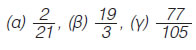 (α) 2/21, (β) 19/3, (γ) 77/105